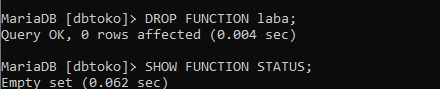 MariaDB [dbtoko]> DROP FUNCTION laba;
Query OK, 0 rows affected (0.004 sec)
MariaDB [dbtoko]> SHOW FUNCTION STATUS;
Empty set (0.062 sec)